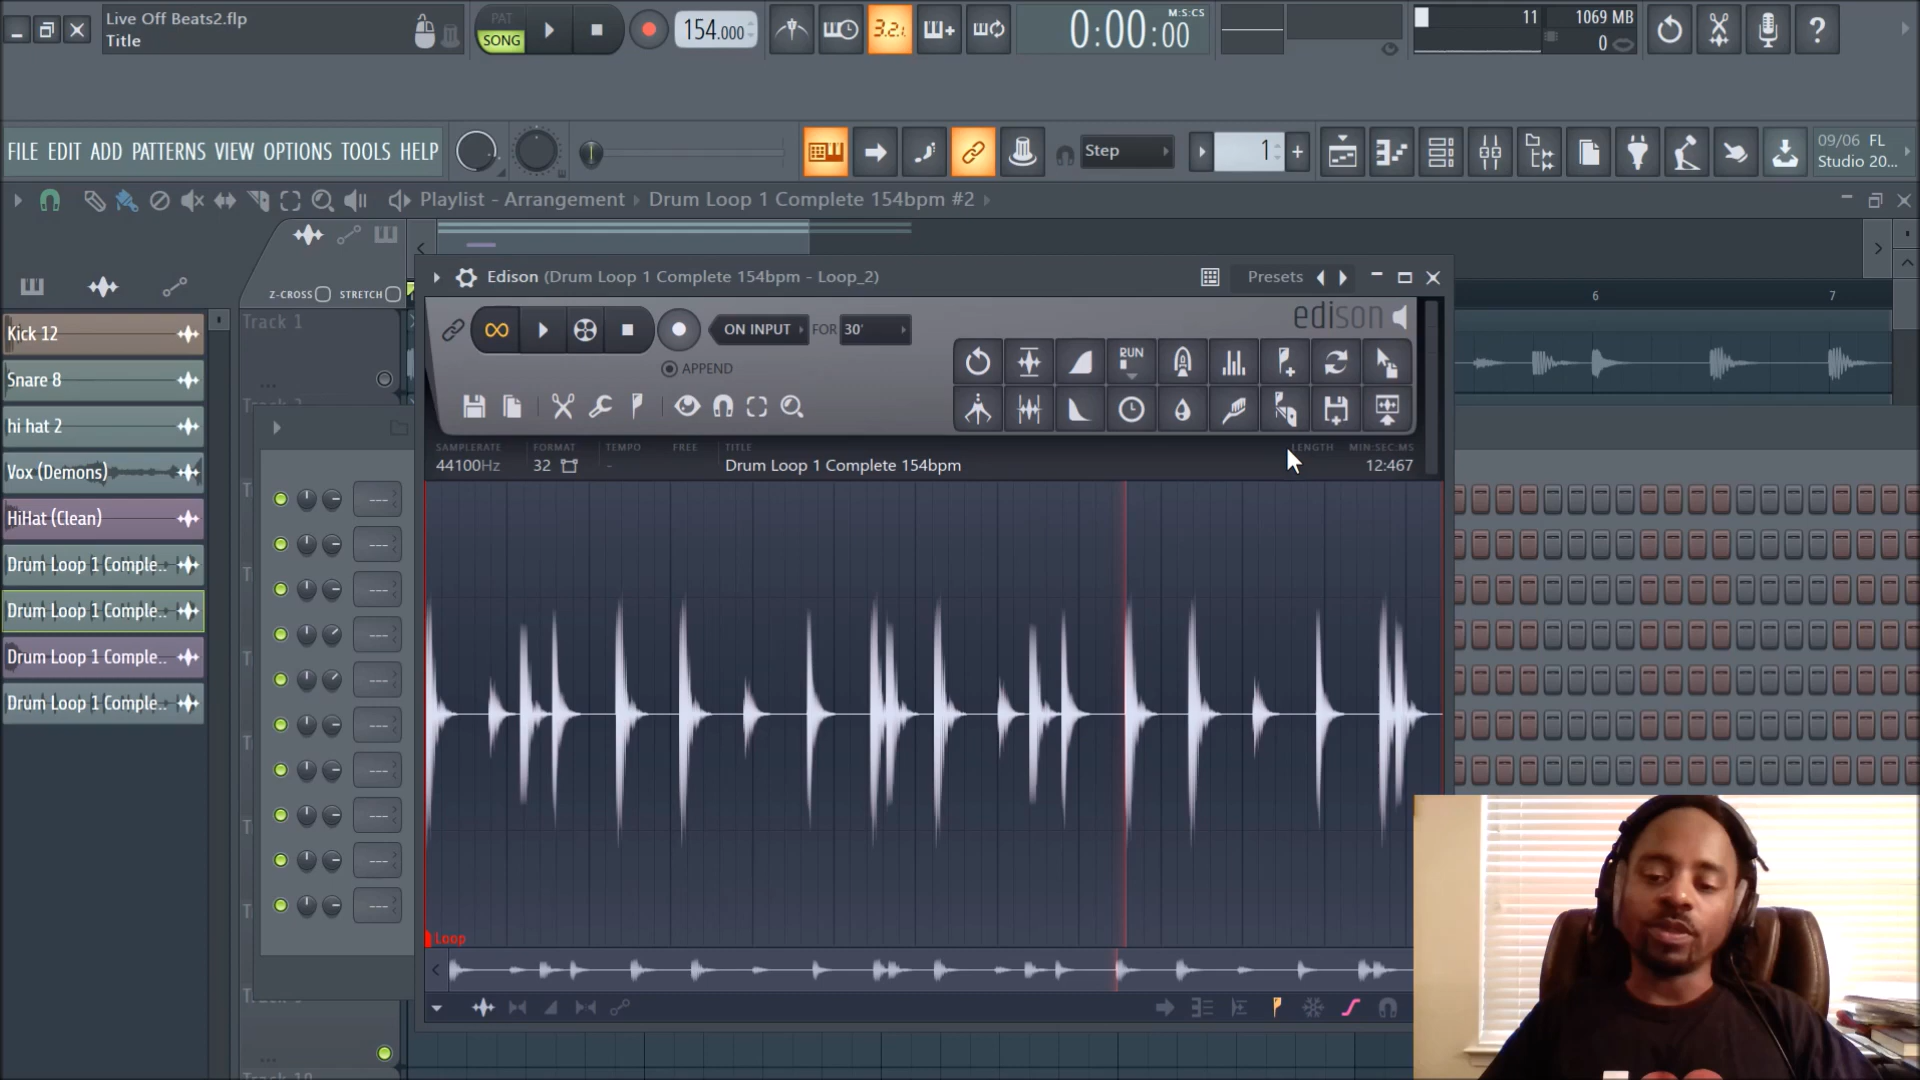 Live Off Beats2.flp
Title
PAT
SONG
154.000
3.2.1
M:S:CS
0:00:00
11
1069 MB
0
?
FILE EDIT ADD PATTERNS VIEW OPTIONS TOOLS HELP
Step
1
+
09/06 FL
Studio 20...
Playlist - Arrangement
Drum Loop 1 Complete 154bpm #2
Z-CROSS
STRETCH
Edison (Drum Loop 1 Complete 154bpm - Loop_2)
Presets
6
7
Track 1
Kick 12
Snare 8
hi hat 2
Vox (Demons)
HiHat (Clean)
Drum Loop 1 Comple..
Drum Loop 1 Comple..
Drum Loop 1 Comple..
Drum Loop 1 Comple..
ON INPUT
FOR
30'
edison
APPEND
RUN
SAMPLERATE
44100Hz
FORMAT
32
TEMPO
-
FREE
TITLE
Drum Loop 1 Complete 154bpm
LENGTH
MIN:SEC:MS
12:467
---
---
---
---
---
---
---
---
---
---
Loop